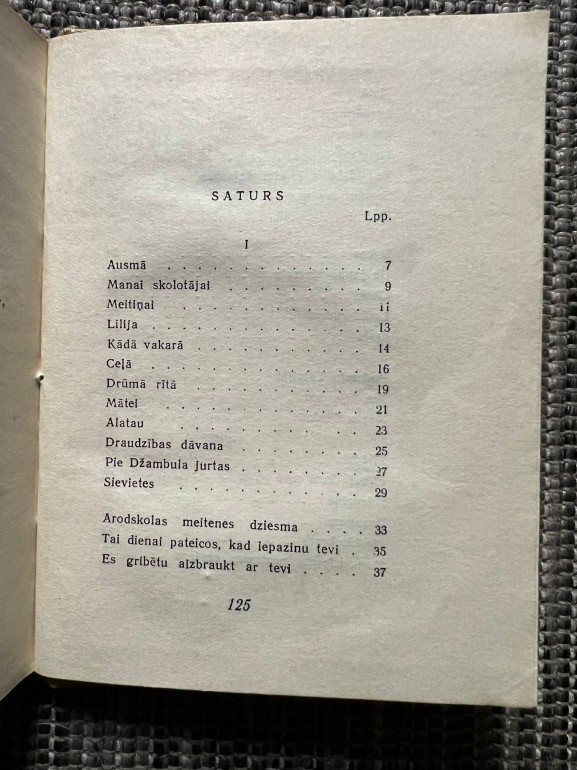 SATURS
Lpp.
I
Ausmā . . . . . . . . . . . . . 7
Manai skolotājai . . . . . . . . . 9
Meitiņai . . . . . . . . . . . 11
Lilija . . . . . . . . . . . . . 13
Kādā vakarā . . . . . . . . . . . 14
Ceļā . . . . . . . . . . . . . 16
Drūmā rītā . . . . . . . . . . . 19
Mātei . . . . . . . . . . . . 21
Alatau . . . . . . . . . . . . 23
Draudzības dāvana . . . . . . . . 25
Pie Džambula jurtas . . . . . . . . 27
Sievietes . . . . . . . . . . . 29
Arodskolas meitenes dziesma . . . . 33
Tai dienai pateicos, kad iepazinu tevi . 35
Es gribētu aizbraukt ar tevi . . . . 37
125